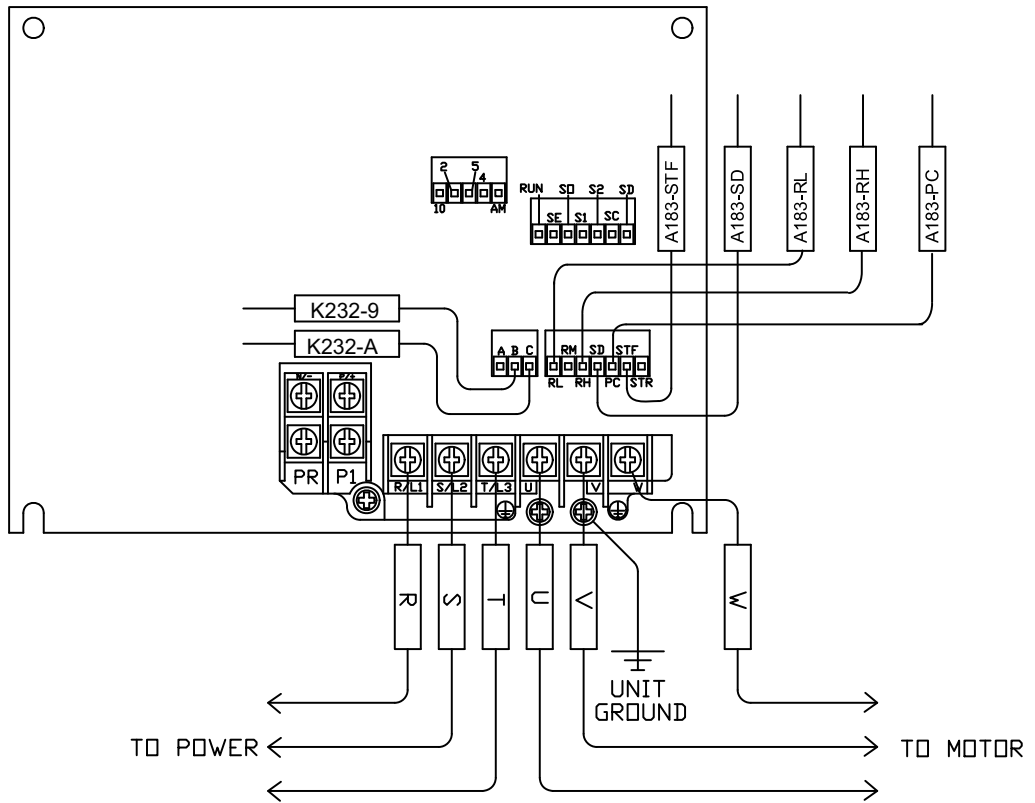 2 5
4
10 AM
RUN SO S2 SD
SE S1 SC
A183-STF
A183-SD
A183-RL
A183-RH
A183-PC
K232-9
K232-A
A B C
RM SD STF
RL RH PC STR
N/- P/+
PR P1
R/L1 S/L2 T/L3 U V
R
S
T
U
V
W
UNIT
GROUND
TO POWER
TO MOTOR